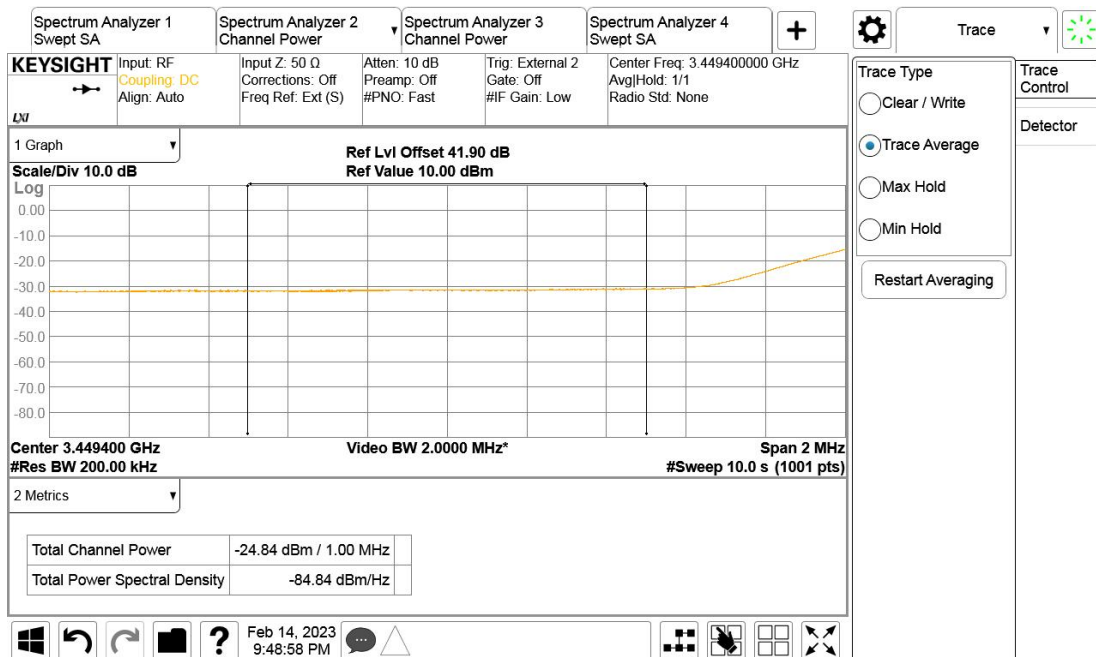 Spectrum Analyzer 1
Swept SA
Spectrum Analyzer 2
Channel Power
Spectrum Analyzer 3
Channel Power
Spectrum Analyzer 4
Swept SA
+
Trace
KEYSIGHT
LXI
Input: RF
Coupling: DC
Align: Auto
Input Z: 50 Ω
Corrections: Off
Freq Ref: Ext (S)
Atten: 10 dB
Preamp: Off
#PNO: Fast
Trig: External 2
Gate: Off
#IF Gain: Low
Center Freq: 3.449400000 GHz
Avg|Hold: 1/1
Radio Std: None
Trace Type
Clear / Write
Trace Average
Max Hold
Min Hold
Restart Averaging
Trace
Control
Detector
1 Graph
Scale/Div 10.0 dB
Ref Lvl Offset 41.90 dB
Ref Value 10.00 dBm
Log
0.00
-10.0
-20.0
-30.0
-40.0
-50.0
-60.0
-70.0
-80.0
Center 3.449400 GHz
#Res BW 200.00 kHz
Video BW 2.0000 MHz*
Span 2 MHz
#Sweep 10.0 s (1001 pts)
2 Metrics
Total Channel Power -24.84 dBm / 1.00 MHz
Total Power Spectral Density -84.84 dBm/Hz
?
Feb 14, 2023
9:48:58 PM